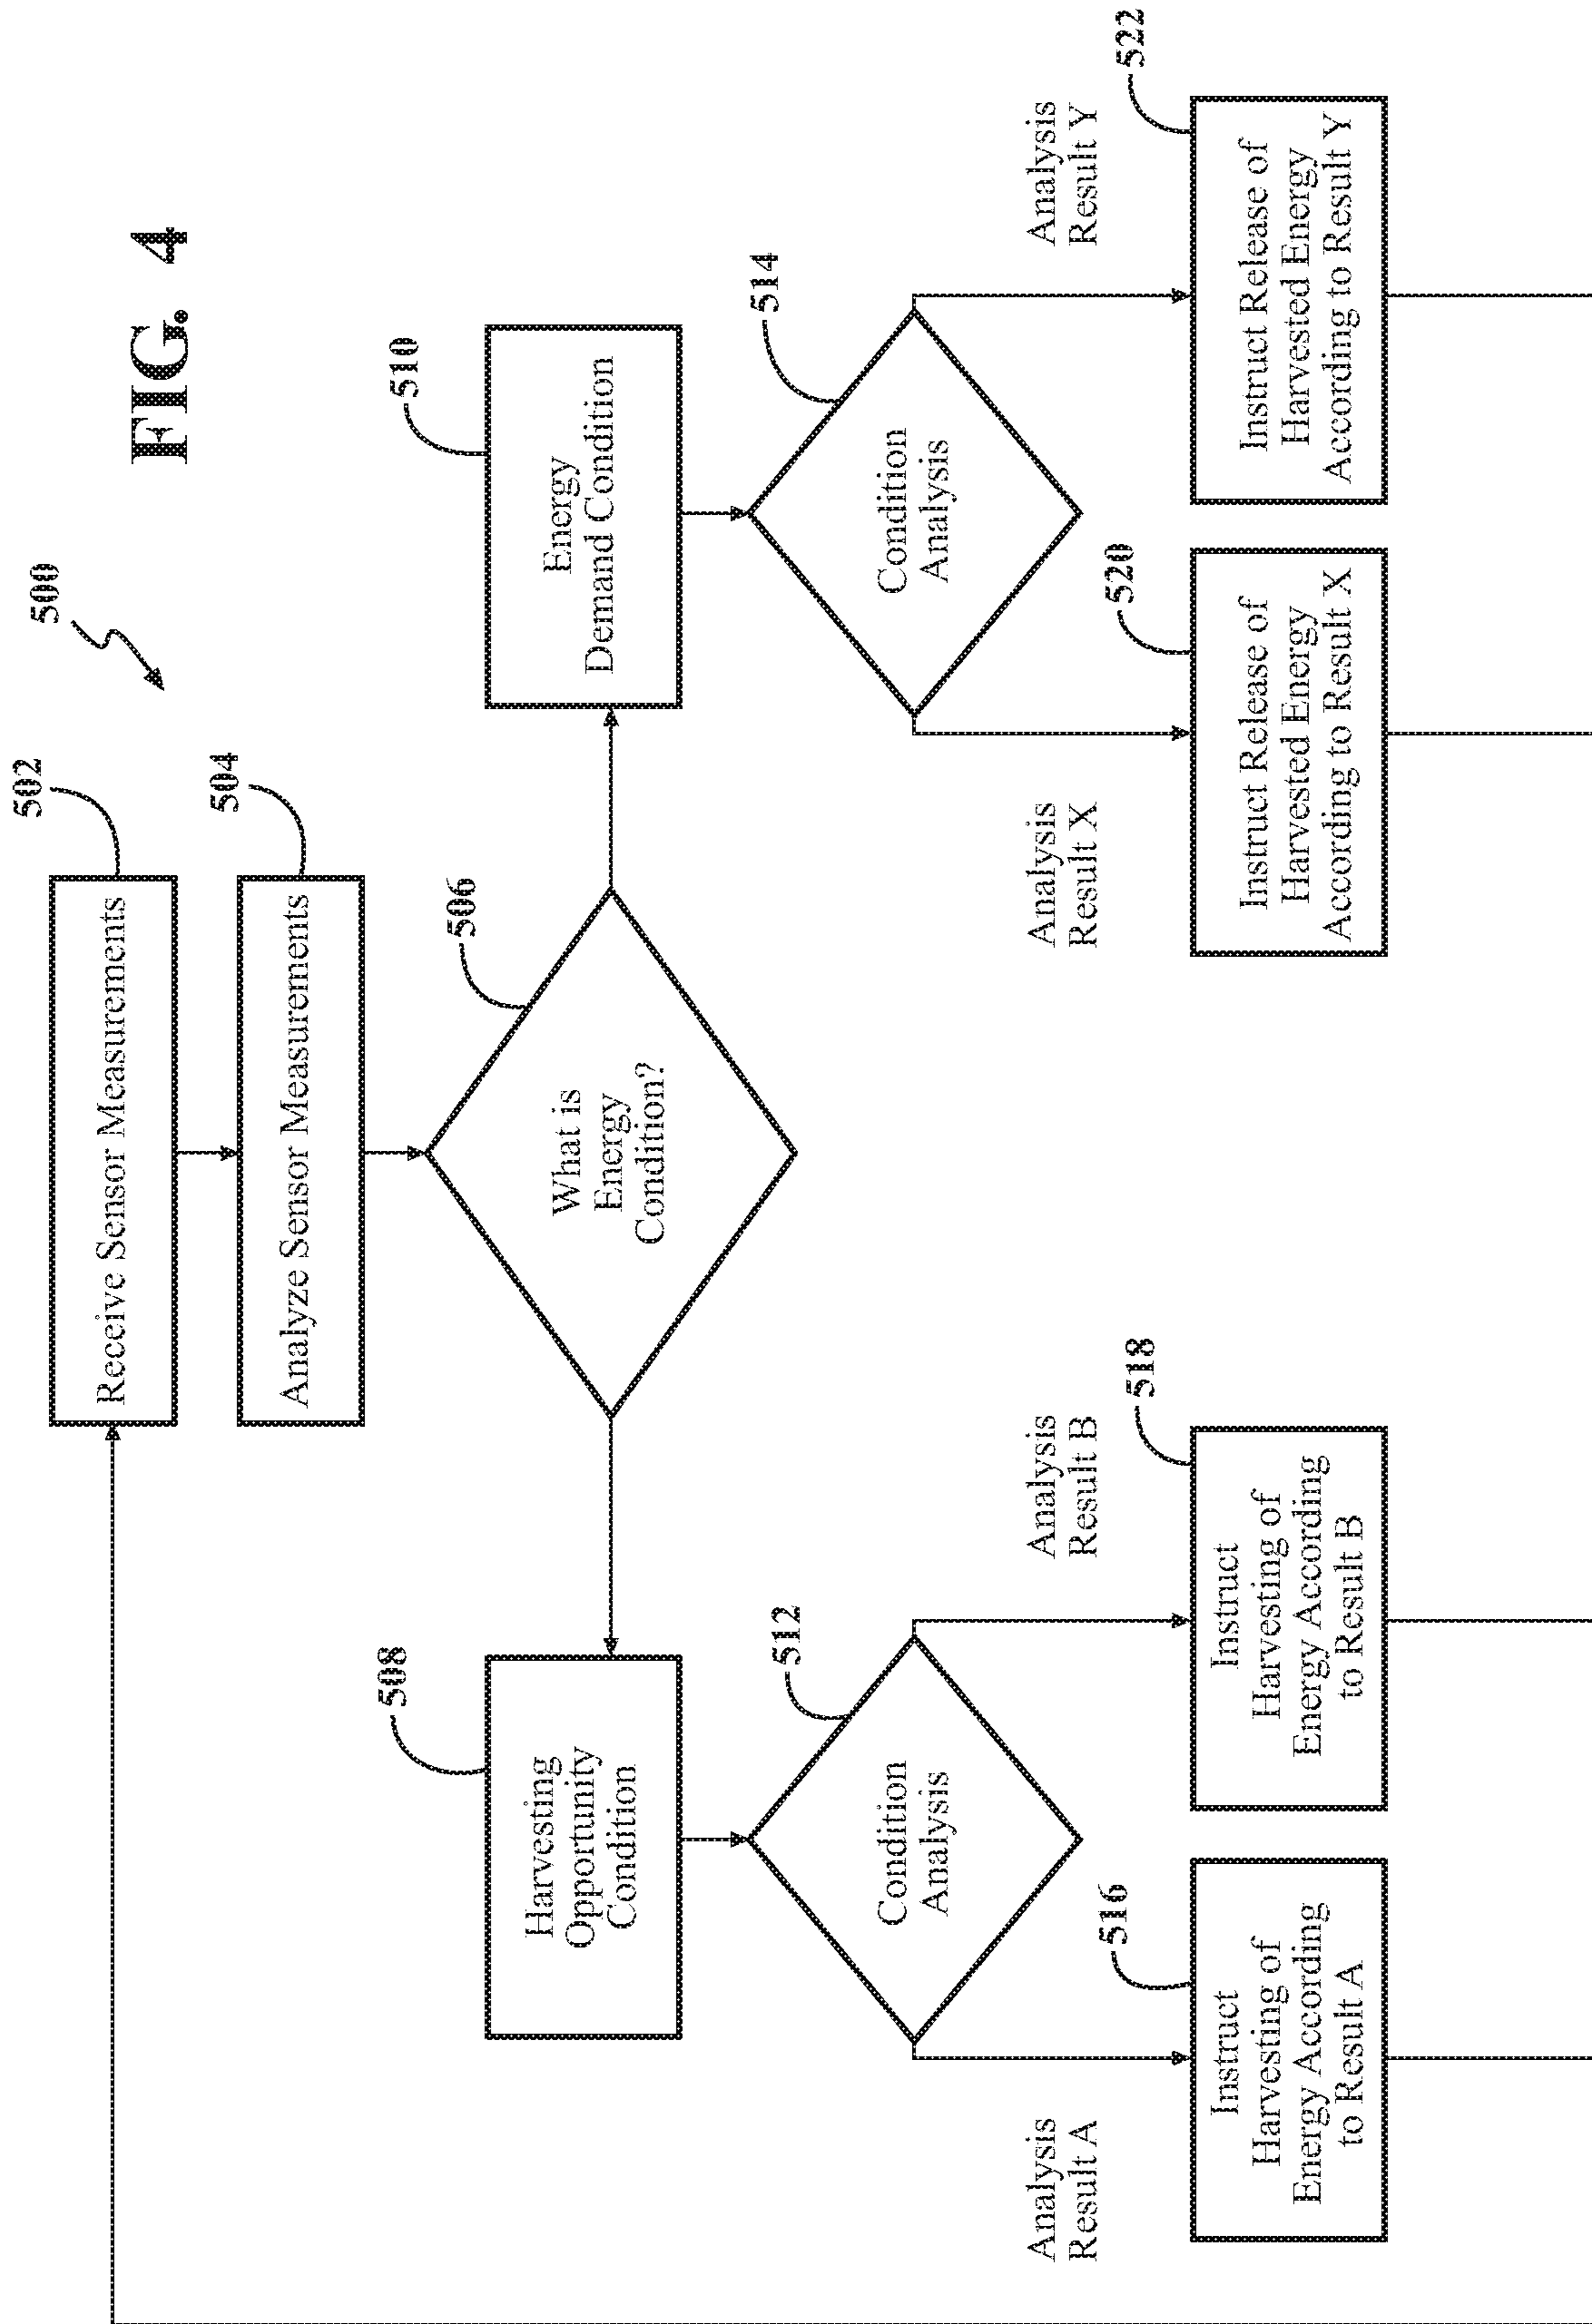 FIG. 4
500
502
Receive Sensor Measurements
504
Analyze Sensor Measurements
506
What is
Energy
Condition?
508
Harvesting
Opportunity
Condition
510
Energy
Demand Condition
512
Condition
Analysis
514
Condition
Analysis
Analysis
Result A
Analysis
Result B
Analysis
Result X
Analysis
Result Y
516
Instruct
Harvesting of
Energy According
to Result A
518
Instruct
Harvesting of
Energy According
to Result B
520
Instruct Release of
Harvested Energy
According to Result X
522
Instruct Release of
Harvested Energy
According to Result Y